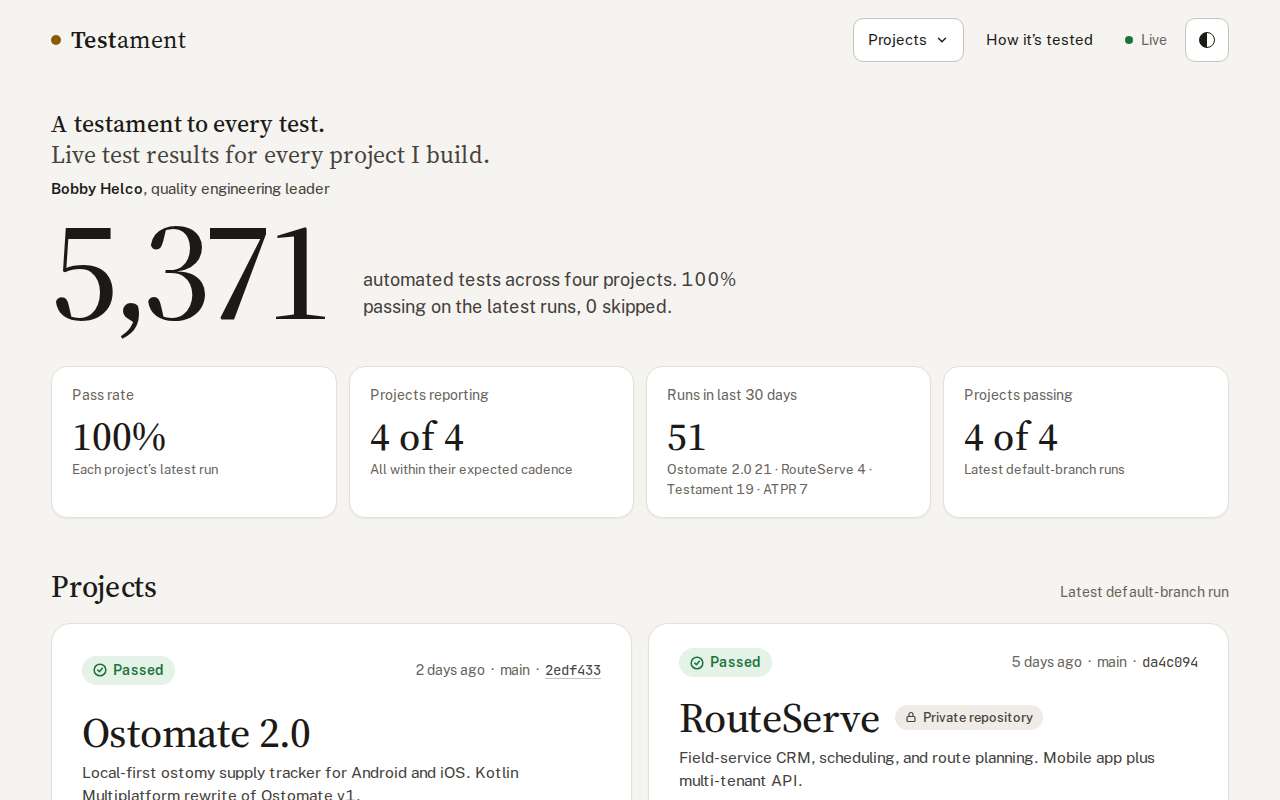 Testament
Projects
How it's tested
Live
A testament to every test.
Live test results for every project I build.
Bobby Helco, quality engineering leader
5,371
automated tests across four projects. 100%
passing on the latest runs, 0 skipped.
Pass rate
100%
Each project's latest run
Projects reporting
4 of 4
All within their expected cadence
Runs in last 30 days
51
Ostomate 2.0 21 · RouteServe 4 ·
Testament 19 · ATPR 7
Projects passing
4 of 4
Latest default-branch runs
Projects
Latest default-branch run
Passed
2 days ago · main · 2edf433
Ostomate 2.0
Local-first ostomy supply tracker for Android and iOS. Kotlin
Multiplatform rewrite of Ostomate v1.
Passed
5 days ago · main · da4c094
RouteServe
Private repository
Field-service CRM, scheduling, and route planning. Mobile app plus
multi-tenant API.